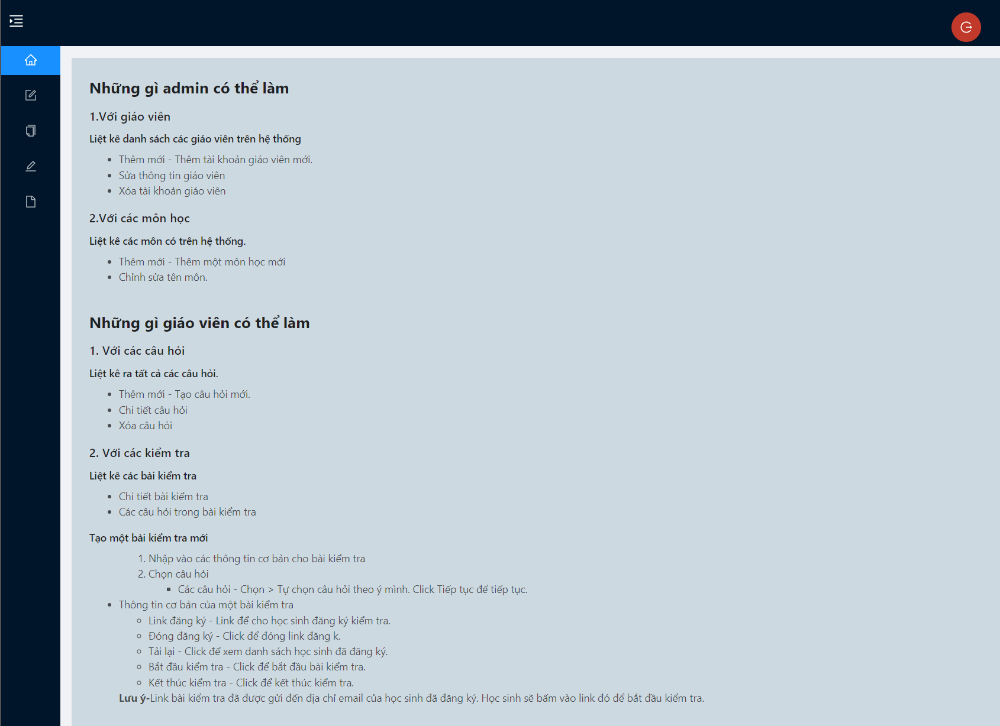 Những gì admin có thể làm
1.Với giáo viên
Liệt kê danh sách các giáo viên trên hệ thống
Thêm mới - Thêm tài khoản giáo viên mới.
Sửa thông tin giáo viên
Xóa tài khoản giáo viên
2.Với các môn học
Liệt kê các môn có trên hệ thống.
Thêm mới - Thêm một môn học mới
Chỉnh sửa tên môn.
Những gì giáo viên có thể làm
1. Với các câu hỏi
Liệt kê ra tất cả các câu hỏi.
Thêm mới - Tạo câu hỏi mới.
Chi tiết câu hỏi
Xóa câu hỏi
2. Với các kiểm tra
Liệt kê các bài kiểm tra
Chi tiết bài kiểm tra
Các câu hỏi trong bài kiểm tra
Tạo một bài kiểm tra mới
1. Nhập vào các thông tin cơ bản cho bài kiểm tra
2. Chọn câu hỏi
Các câu hỏi - Chọn > Tự chọn câu hỏi theo ý mình. Click Tiếp tục để tiếp tục.
Thông tin cơ bản của một bài kiểm tra
Link đăng ký - Link để cho học sinh đăng ký kiểm tra.
Đóng đăng ký - Click để đóng link đăng k.
Tải lại - Click để xem danh sách học sinh đã đăng ký.
Bắt đầu kiểm tra - Click để bắt đầu bài kiểm tra.
Kết thúc kiểm tra - Click để kết thúc kiểm tra.
Lưu ý-Link bài kiểm tra đã được gửi đến địa chỉ email của học sinh đã đăng ký. Học sinh sẽ bấm vào link đó để bắt đầu kiểm tra.